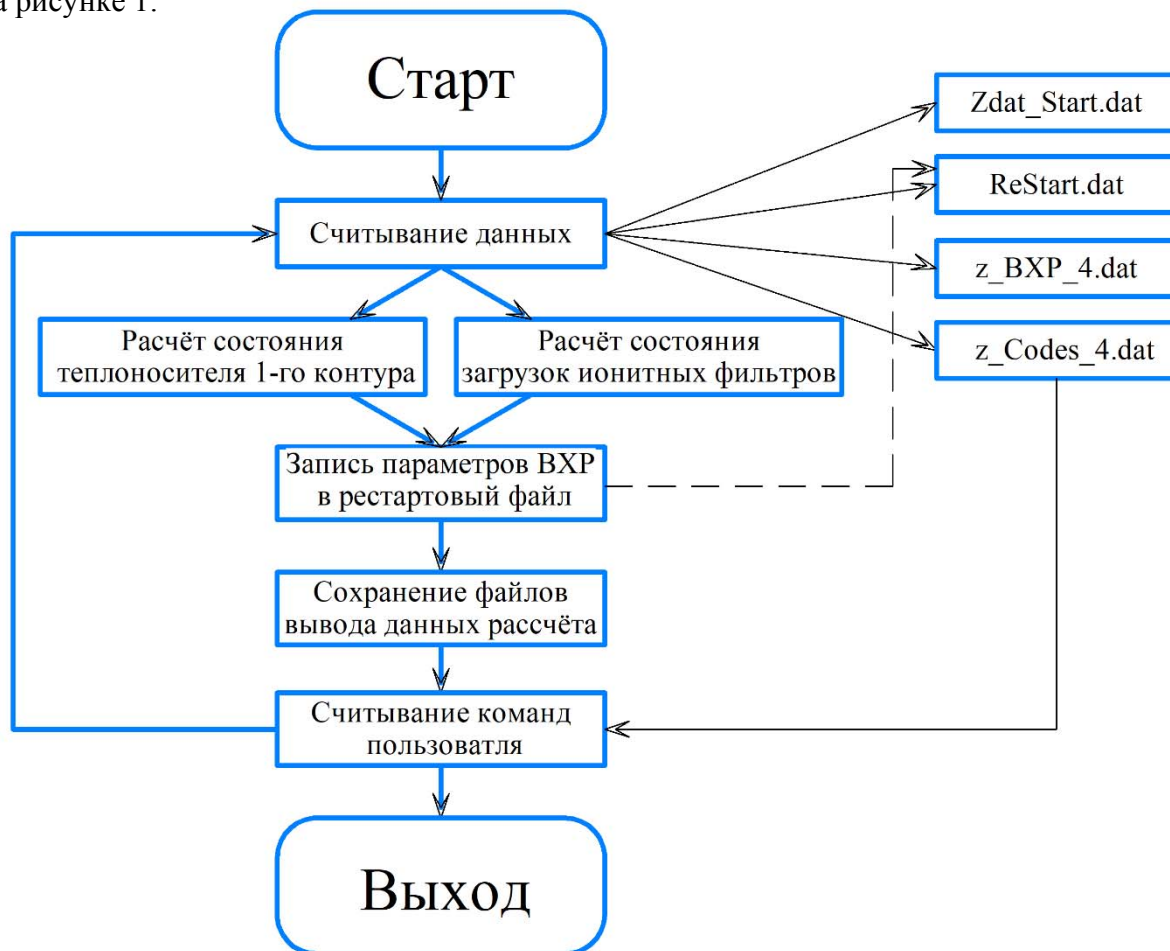 а рисунке 1.
Старт
Zdat_Start.dat
ReStart.dat
Считывание данных
z_ВХР_4.dat
z_Codes_4.dat
Расчёт состояния
теплоносителя 1-го контура
Расчёт состояния
загрузок ионитных фильтров
Запись параметров ВХР
в рестартовый файл
Сохранение файлов
вывода данных рассчёта
Считывание команд
пользоватля
Выход